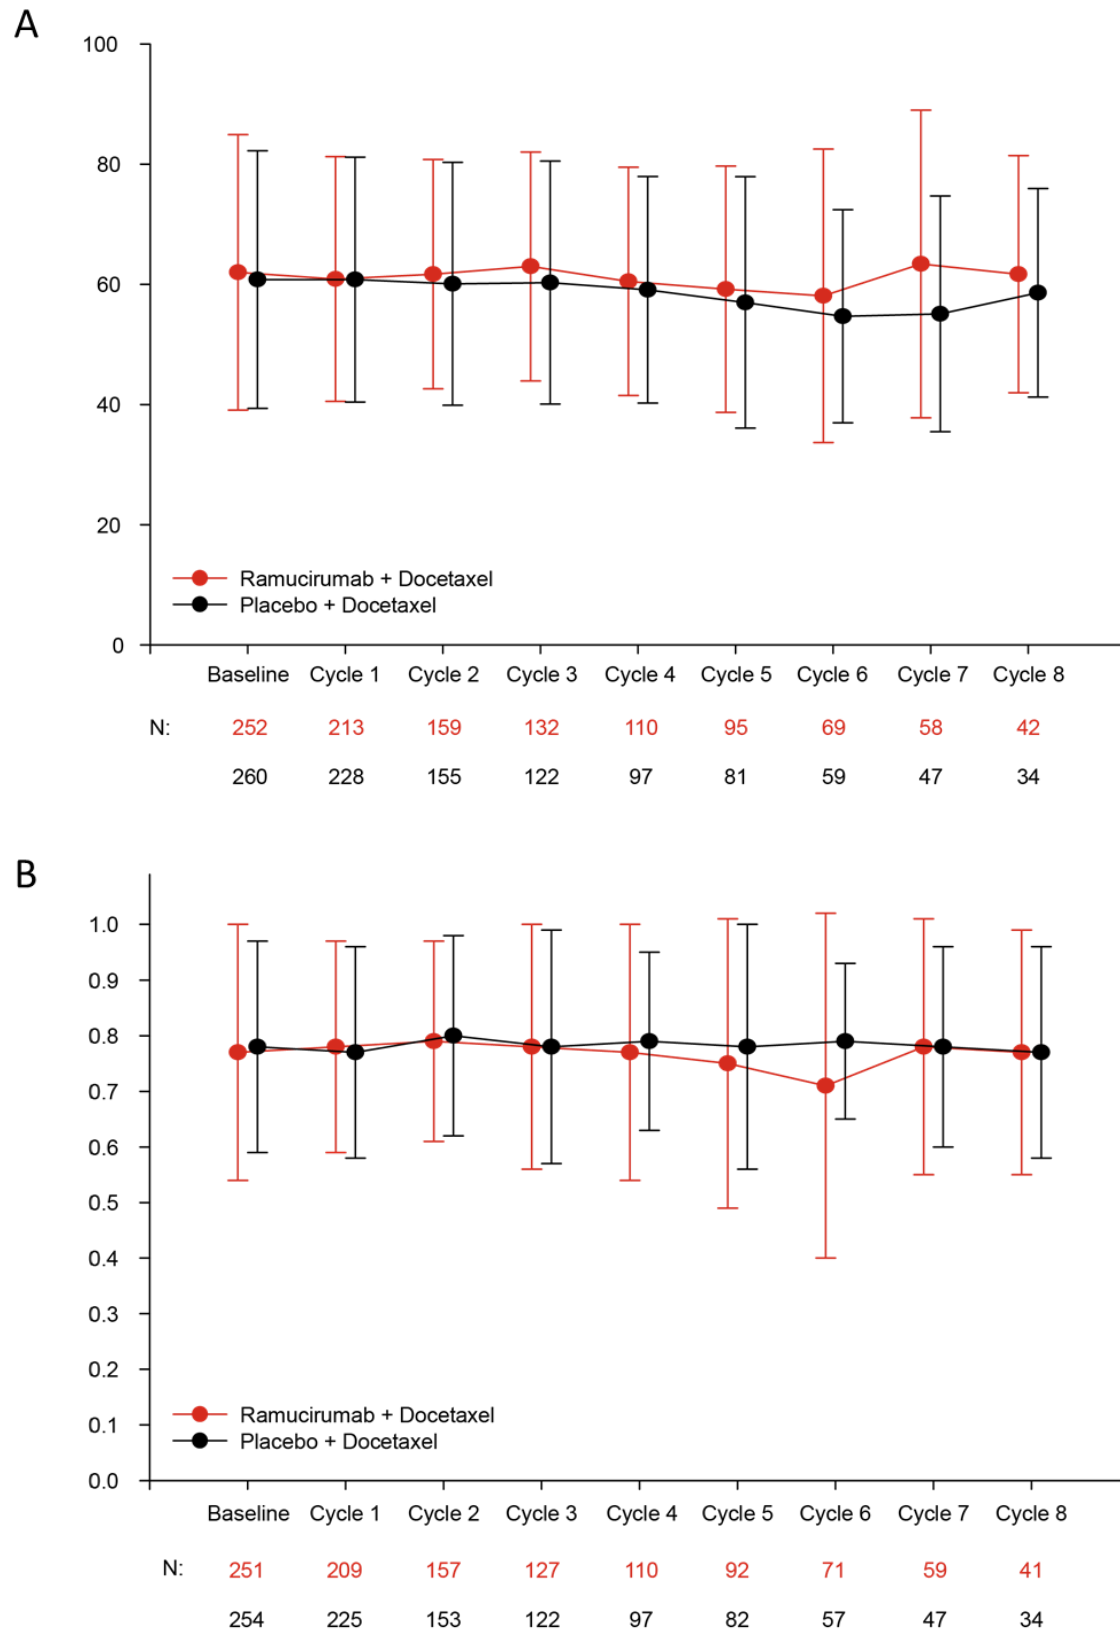 A
100
80
60
40
20
0
Ramucirumab + Docetaxel
Placebo + Docetaxel
Baseline Cycle 1 Cycle 2 Cycle 3 Cycle 4 Cycle 5 Cycle 6 Cycle 7 Cycle 8
N: 252 213 159 132 110 95 69 58 42
260 228 155 122 97 81 59 47 34
B
1.0
0.9
0.8
0.7
0.6
0.5
0.4
0.3
0.2
0.1
0.0
Ramucirumab + Docetaxel
Placebo + Docetaxel
Baseline Cycle 1 Cycle 2 Cycle 3 Cycle 4 Cycle 5 Cycle 6 Cycle 7 Cycle 8
N: 251 209 157 127 110 92 71 59 41
254 225 153 122 97 82 57 47 34